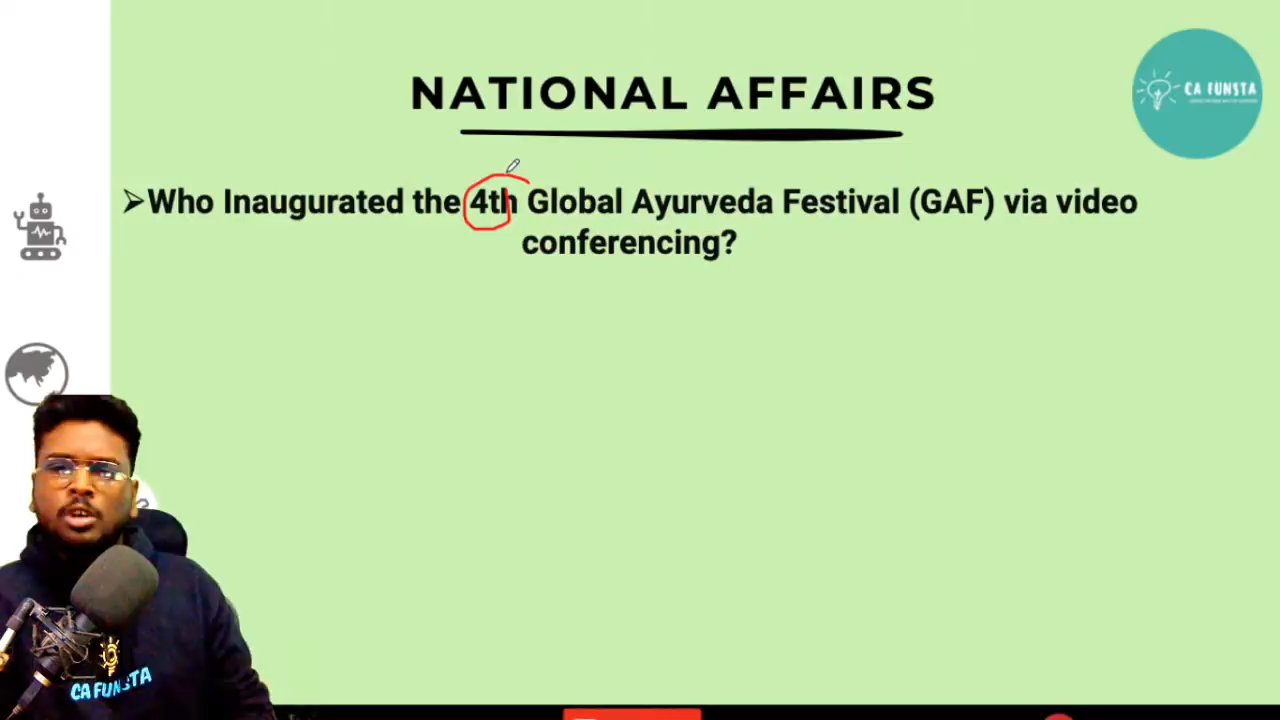 NATIONAL AFFAIRS
CA FUNSTA
➢Who Inaugurated the 4th Global Ayurveda Festival (GAF) via video
conferencing?
CA FUNSTA